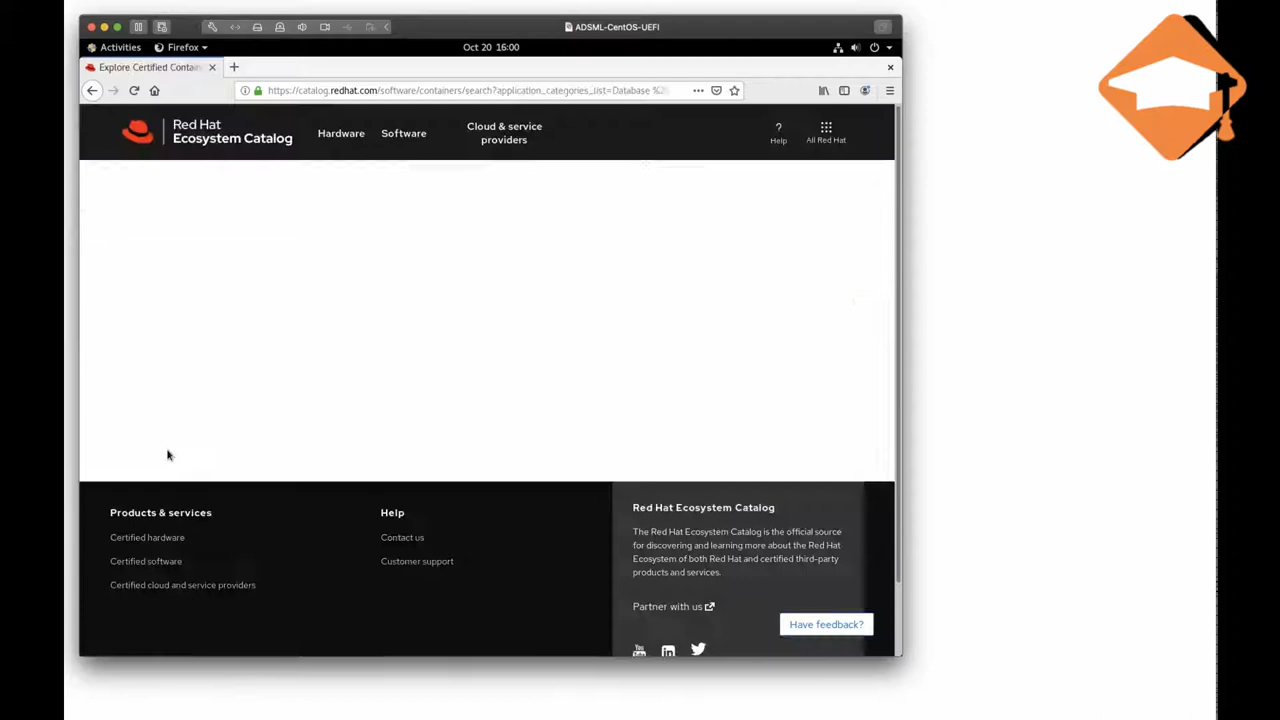 ADSML-CentOS-UEFI
Activities
Firefox
Oct 20 16:00
Explore Certified Contai
https://catalog.redhat.com/software/containers/search?application_categories_list=Database %2
Red Hat
Ecosystem Catalog
Hardware
Software
Cloud & service
providers
?
Help
All Red Hat
Products & services
Certified hardware
Certified software
Certified cloud and service providers
Help
Contact us
Customer support
Red Hat Ecosystem Catalog
The Red Hat Ecosystem Catalog is the official source
for discovering and learning more about the Red Hat
Ecosystem of both Red Hat and certified third-party
products and services.
Partner with us
Have feedback?